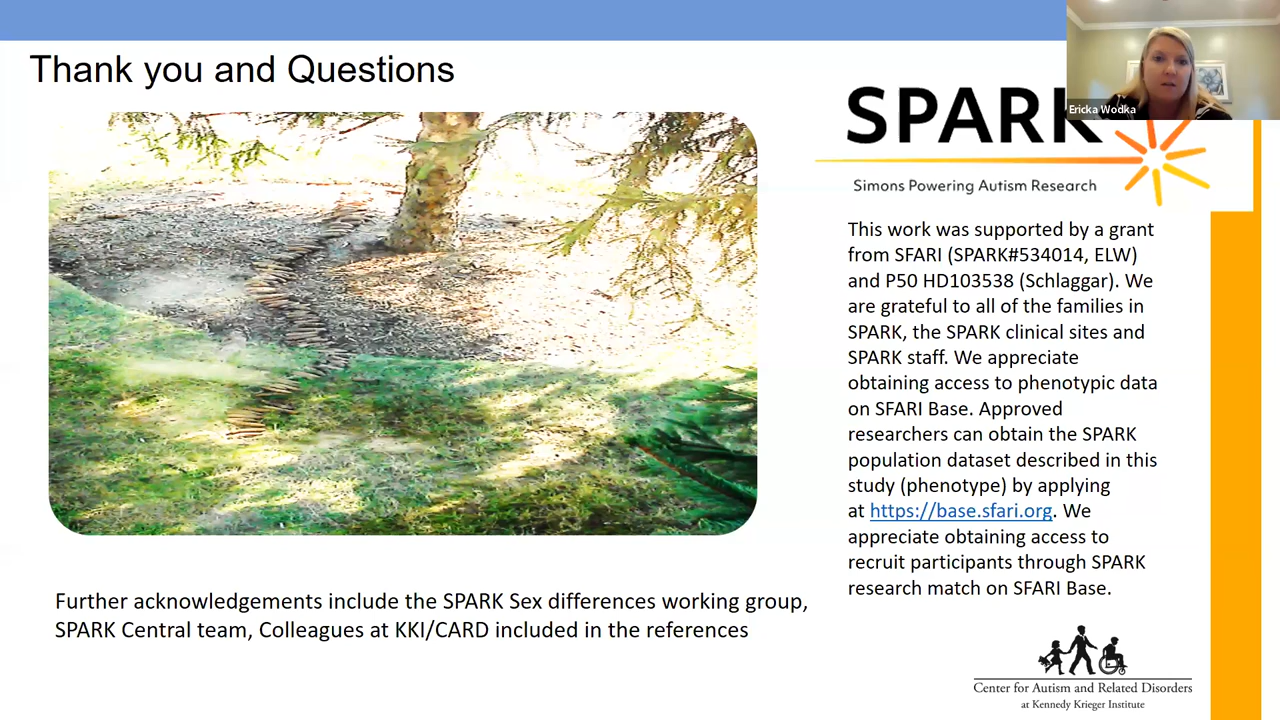 Thank you and Questions
Ericka Wodka
SPARK
Simons Powering Autism Research
This work was supported by a grant
from SFARI (SPARK#534014, ELW)
and P50 HD103538 (Schlaggar). We
are grateful to all of the families in
SPARK, the SPARK clinical sites and
SPARK staff. We appreciate
obtaining access to phenotypic data
on SFARI Base. Approved
researchers can obtain the SPARK
population dataset described in this
study (phenotype) by applying
at https://base.sfari.org. We
appreciate obtaining access to
recruit participants through SPARK
research match on SFARI Base.
Further acknowledgements include the SPARK Sex differences working group,
SPARK Central team, Colleagues at KKI/CARD included in the references
Center for Autism and Related Disorders
at Kennedy Krieger Institute